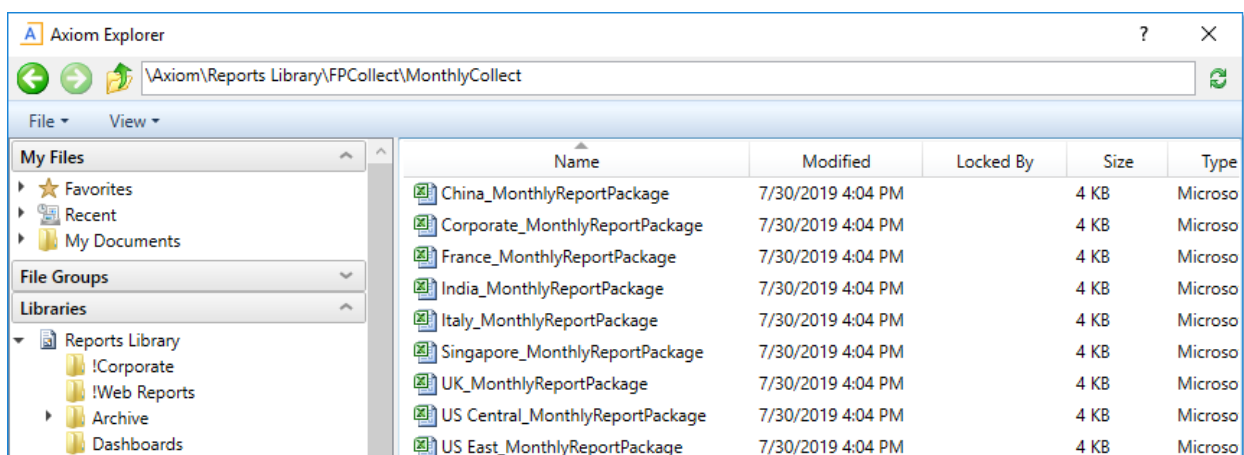 A Axiom Explorer ?
\Axiom\Reports Library\FPCollect\MonthlyCollect
File View
My Files
Favorites
Recent
My Documents
File Groups
Libraries
Reports Library
!Corporate
!Web Reports
Archive
Dashboards
Name Modified Locked By Size Type
China_MonthlyReportPackage 7/30/2019 4:04 PM 4 KB Microso
Corporate_MonthlyReportPackage 7/30/2019 4:04 PM 4 KB Microso
France_MonthlyReportPackage 7/30/2019 4:04 PM 4 KB Microso
India_MonthlyReportPackage 7/30/2019 4:04 PM 4 KB Microso
Italy_MonthlyReportPackage 7/30/2019 4:04 PM 4 KB Microso
Singapore_MonthlyReportPackage 7/30/2019 4:04 PM 4 KB Microso
UK_MonthlyReportPackage 7/30/2019 4:04 PM 4 KB Microso
US Central_MonthlyReportPackage 7/30/2019 4:04 PM 4 KB Microso
US East_MonthlyReportPackage 7/30/2019 4:04 PM 4 KB Microso